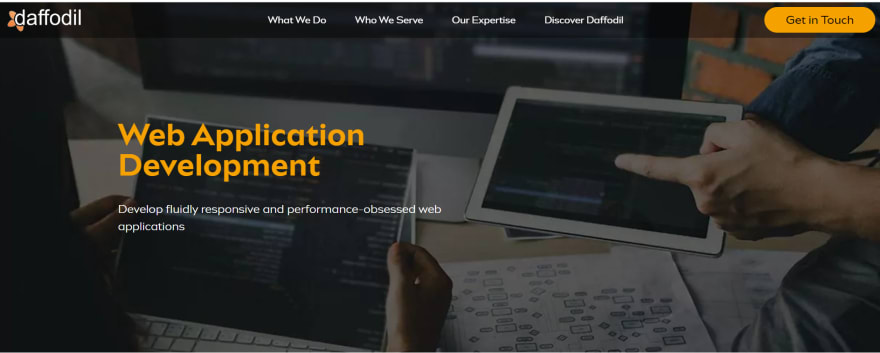 daffodil
What We Do
Who We Serve
Our Expertise
Discover Daffodil
Get in Touch
Web Application
Development
Develop fluidly responsive and performance-obsessed web
applications